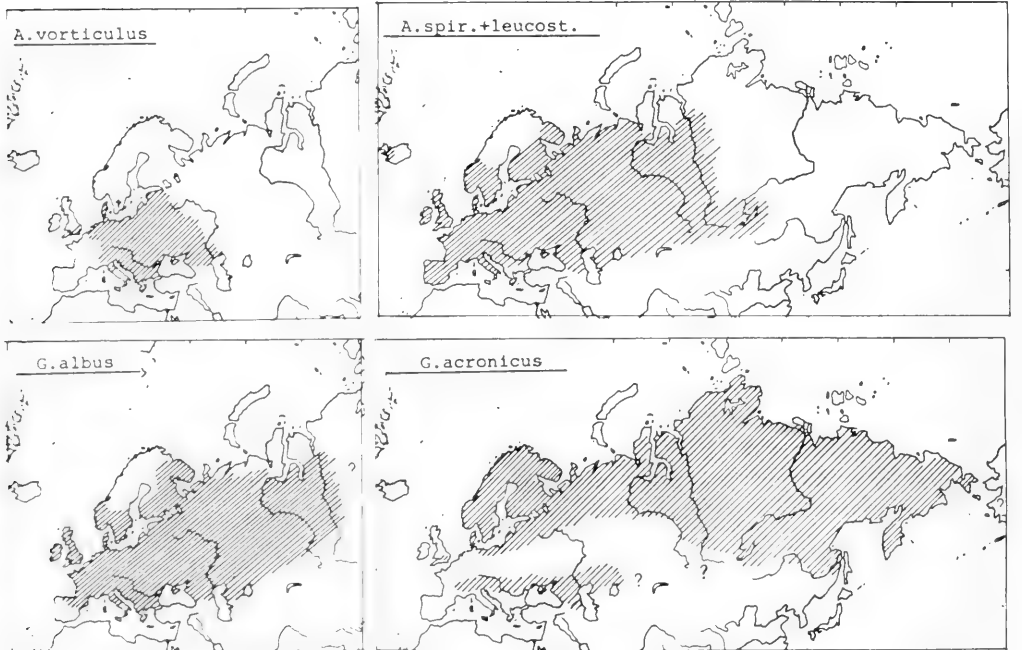 A.vorticulus
A.spir.+leucost.
G.albus
G.acronicus
?
?
?